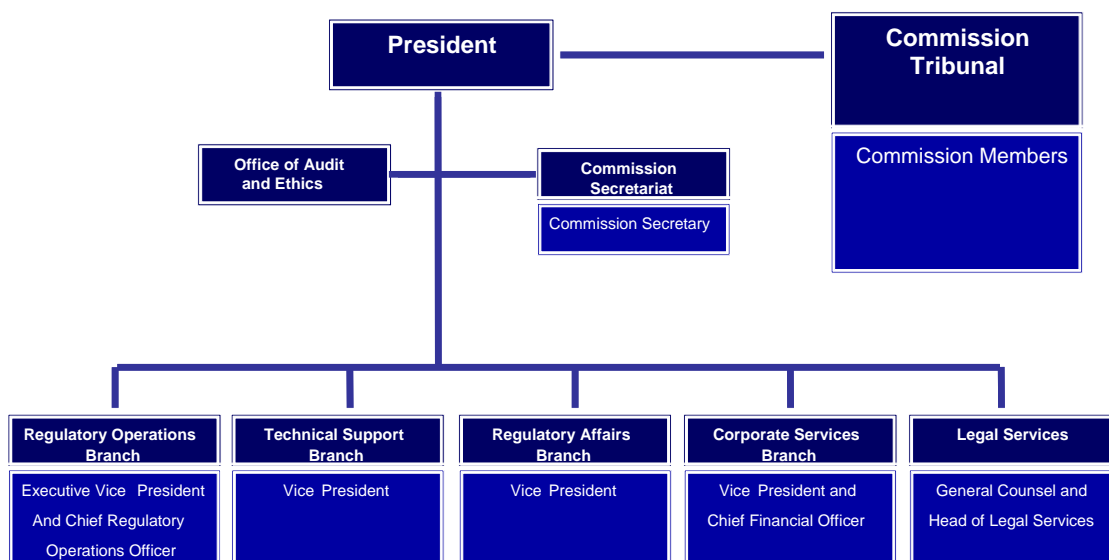 President
Commission
Tribunal
Commission Members
Office of Audit
and Ethics
Commission
Secretariat
Commission Secretary
Regulatory Operations
Branch
Executive Vice President
And Chief Regulatory
Operations Officer
Technical Support
Branch
Vice President
Regulatory Affairs
Branch
Vice President
Corporate Services
Branch
Vice President and
Chief Financial Officer
Legal Services
General Counsel and
Head of Legal Services